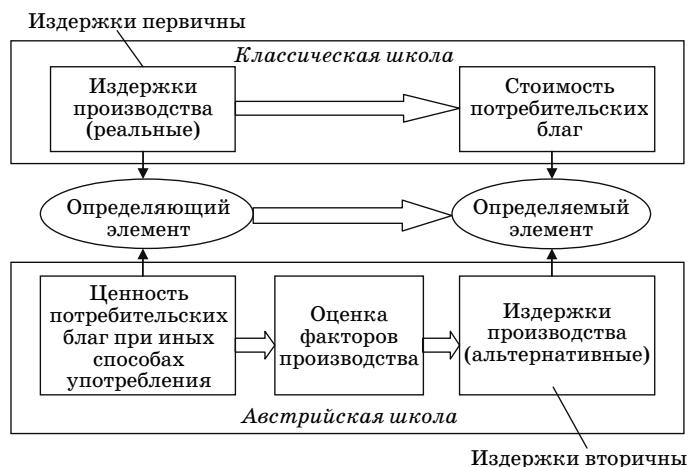 Издержки первичны
Классическая школа
Издержки
производства
(реальные)
Стоимость
потребительских
благ
Определяющий
элемент
Определяемый
элемент
Ценность
потребительских
благ при иных
способах
употребления
Оценка
факторов
производства
Издержки
производства
(альтернативные)
Австрийская школа
Издержки вторичны